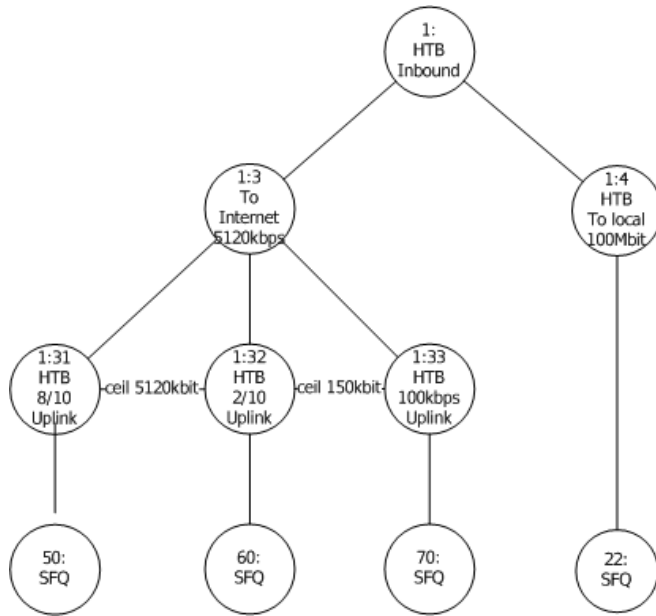 1:
HTB
Inbound
1:3
To
Internet
5120kbps
1:4
HTB
To local
100Mbit
1:31
HTB
8/10
Uplink
ceil 5120kbit
1:32
HTB
2/10
Uplink
ceil 150kbit
1:33
HTB
100kbps
Uplink
50:
SFQ
60:
SFQ
70:
SFQ
22:
SFQ